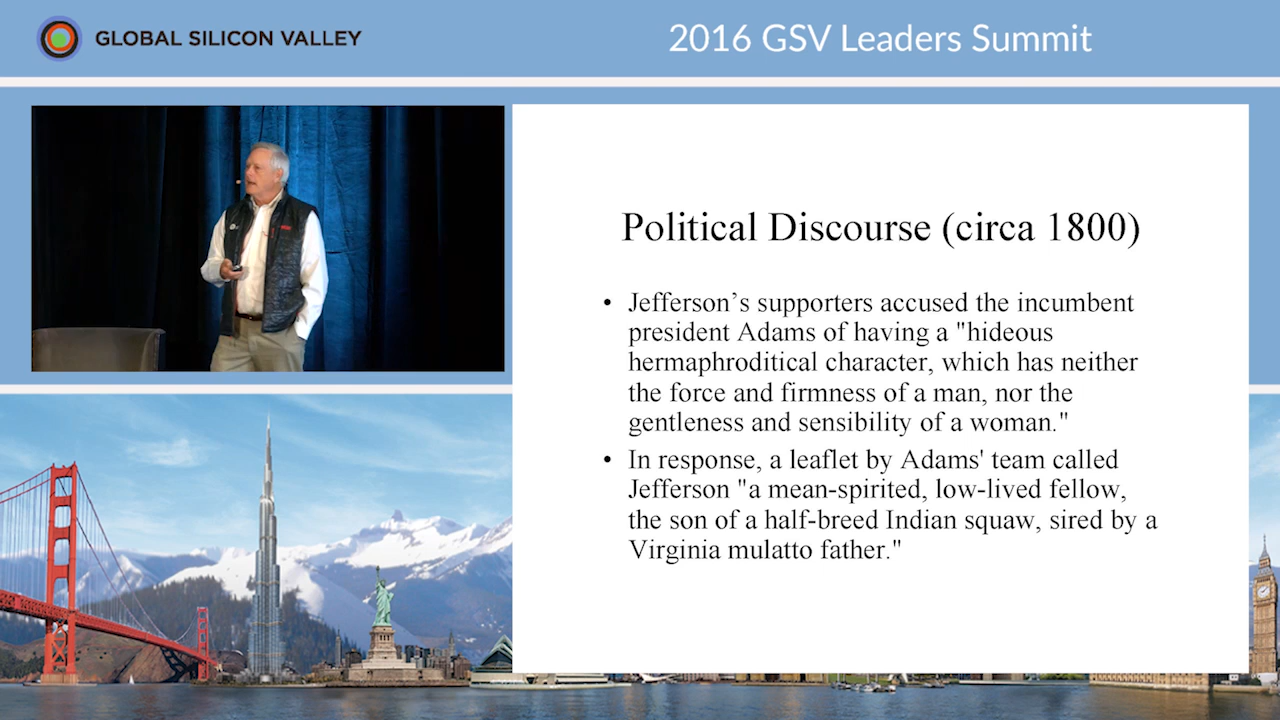 GLOBAL SILICON VALLEY
2016 GSV Leaders Summit
Political Discourse (circa 1800)
• Jefferson’s supporters accused the incumbent
president Adams of having a "hideous
hermaphroditical character, which has neither
the force and firmness of a man, nor the
gentleness and sensibility of a woman."
• In response, a leaflet by Adams' team called
Jefferson "a mean-spirited, low-lived fellow,
the son of a half-breed Indian squaw, sired by a
Virginia mulatto father."